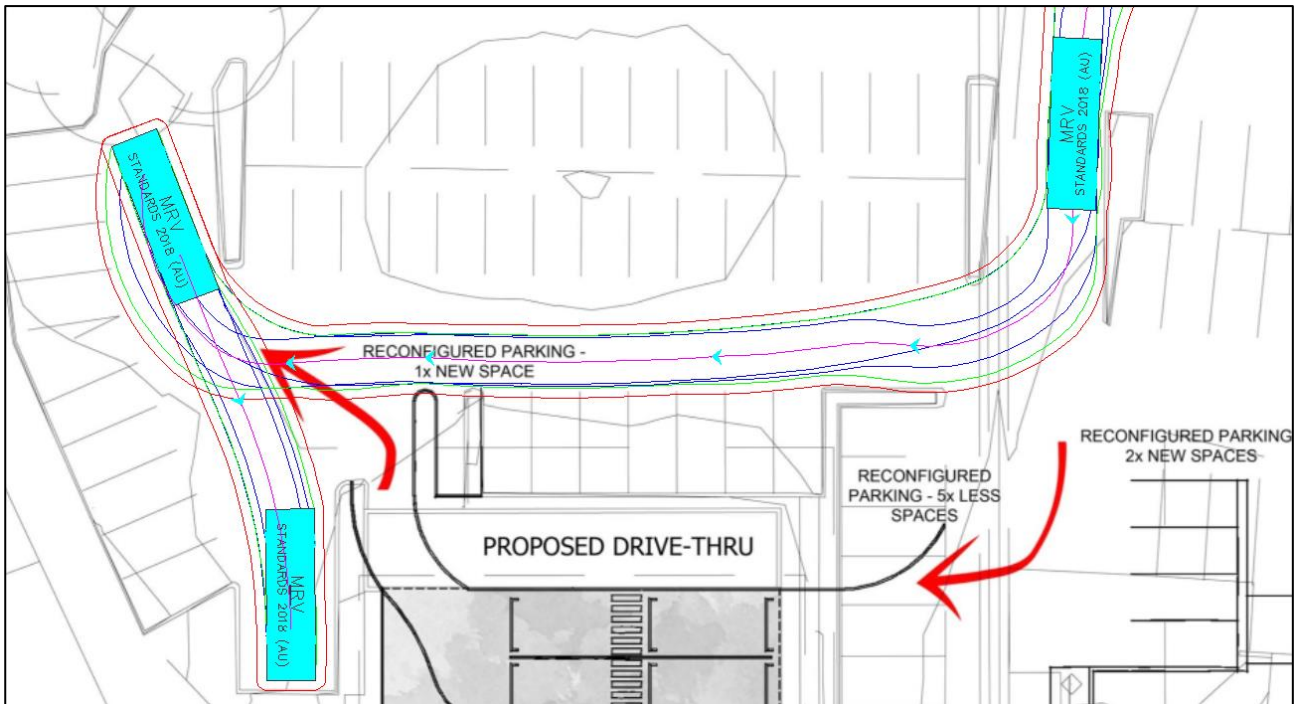 MRV
STANDARDS 2018 (AU)
MRV
STANDARDS 2018 (AU)
RECONFIGURED PARKING -
1x NEW SPACE
RECONFIGURED PARKING
2x NEW SPACES
RECONFIGURED
PARKING - 5x LESS
SPACES
PROPOSED DRIVE-THRU
MRV
STANDARDS 2018 (AU)